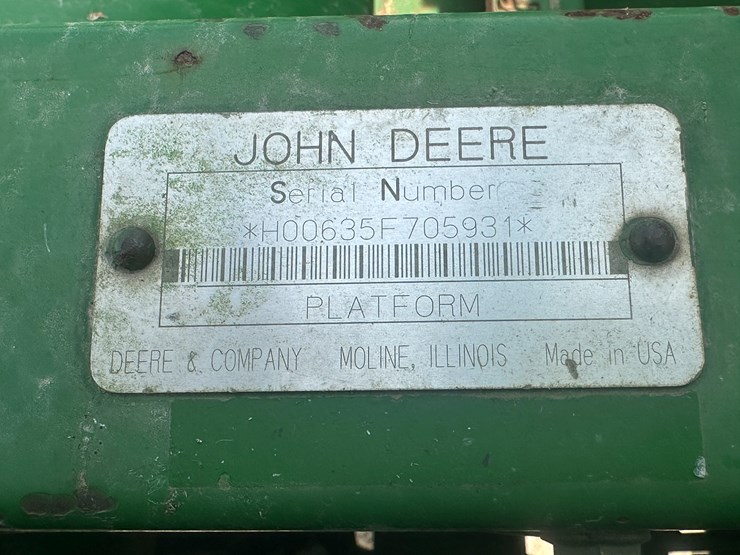 JOHN DEERE
Serial Number
*H00635F705931*
PLATFORM
DEERE & COMPANY MOLINE, ILLINOIS Made in USA